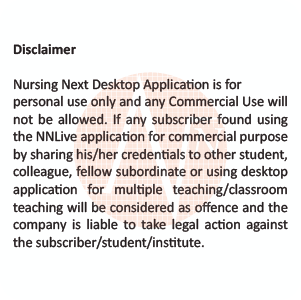 Disclaimer
Nursing Next Desktop Application is for
personal use only and any Commercial Use will
not be allowed. If any subscriber found using
the NNLive application for commercial purpose
by sharing his/her credentials to other student,
colleague, fellow subordinate or using desktop
application for multiple teaching/classroom
teaching will be considered as offence and the
company is liable to take legal action against
the subscriber/student/institute.